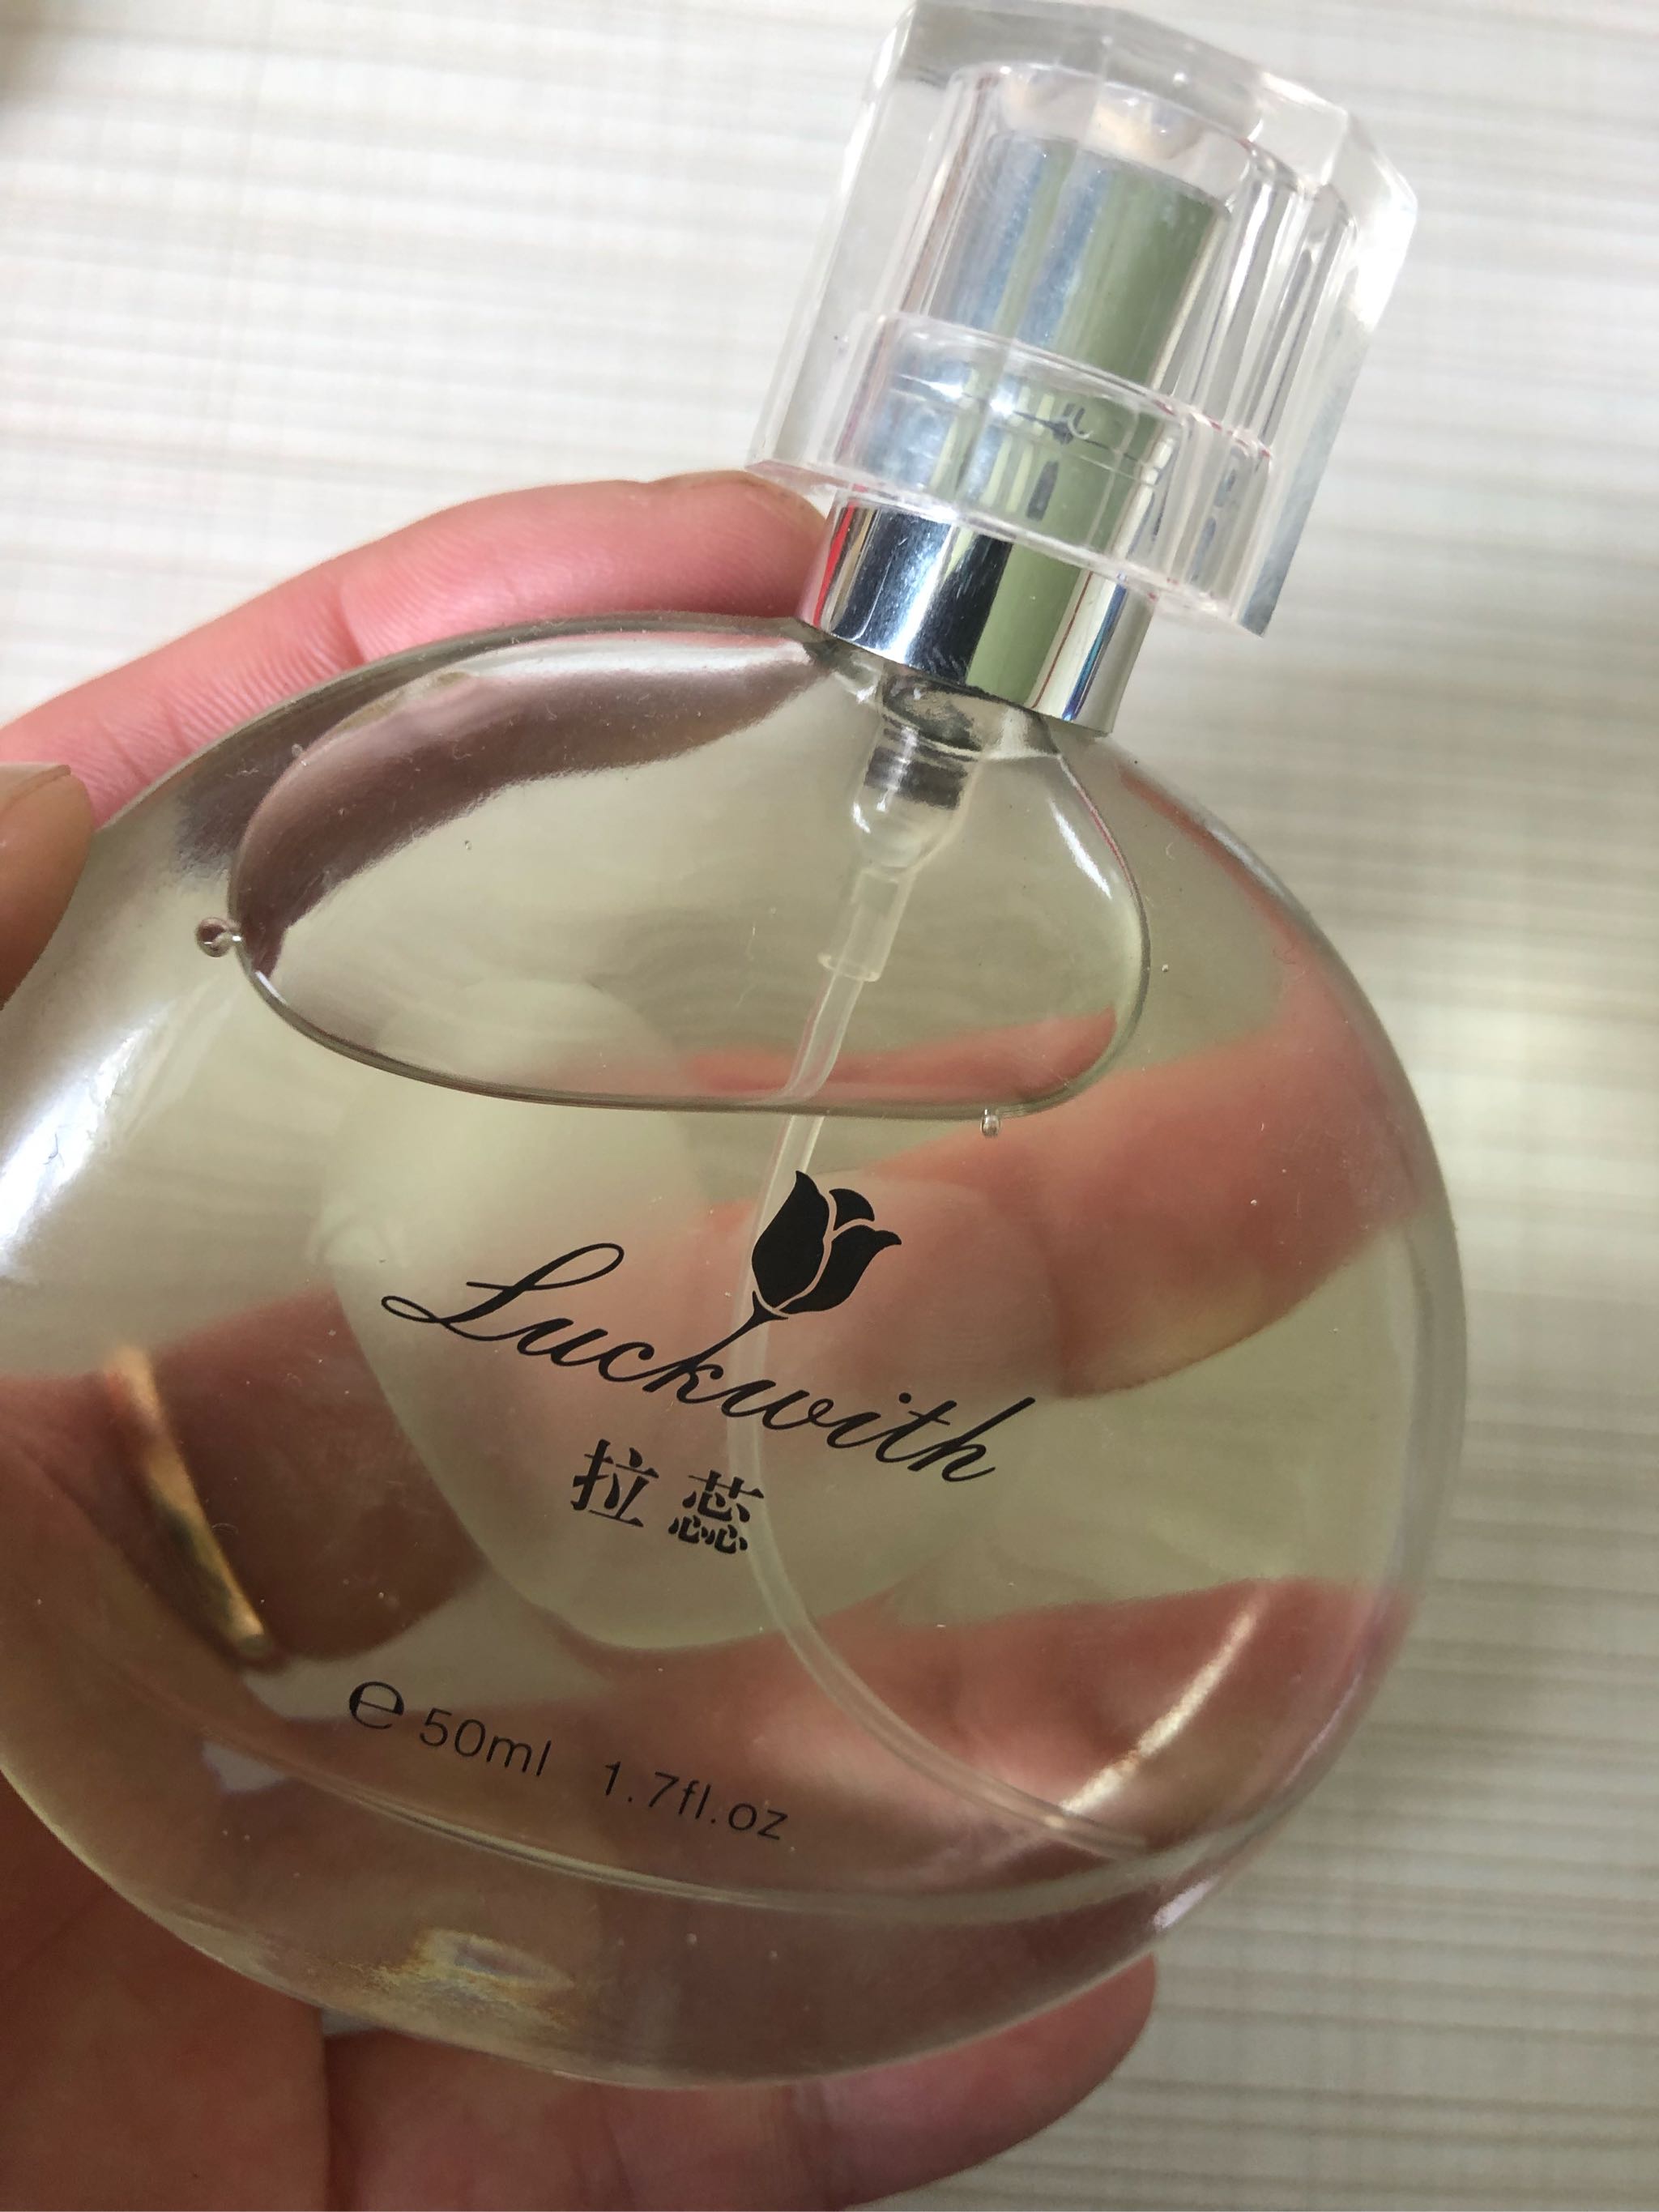 Luckwith
拉蕊
℮ 50ml 1.7fl.oz